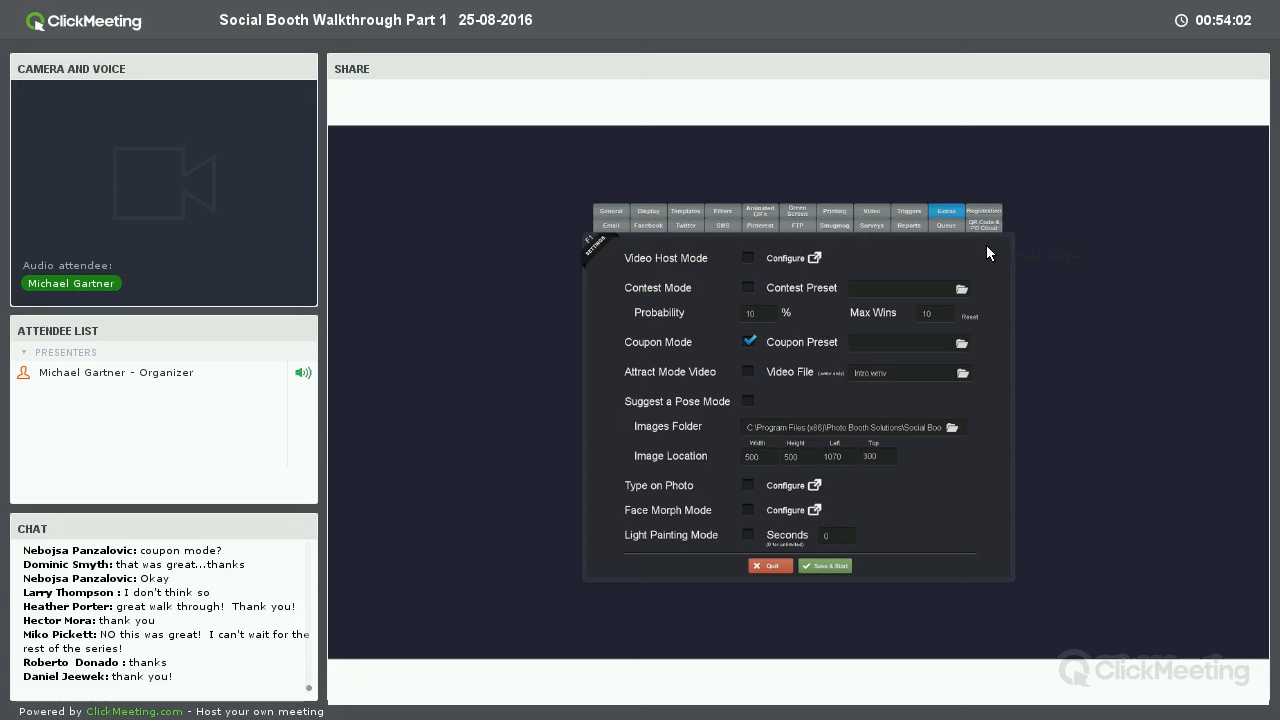 ClickMeeting
Social Booth Walkthrough Part 1 25-08-2016
00:54:02
CAMERA AND VOICE
Audio attendee:
Michael Gartner
ATTENDEE LIST
PRESENTERS
Michael Gartner - Organizer
CHAT
Nebojsa Panzalovic: coupon mode?
Dominic Smyth: that was great...thanks
Nebojsa Panzalovic: Okay
Larry Thompson : I don't think so
Heather Porter: great walk through! Thank you!
Hector Mora: thank you
Miko Pickett: NO this was great! I can't wait for the
rest of the series!
Roberto Donado : thanks
Daniel Jeewek: thank you!
SHARE
General Display Templates Filters Animated GIFs Green Screen Printing Video Triggers Extras Registration
Email Facebook Twitter SMS Pinterest FTP Smugmug Surveys Reports Queue QR Code & PB Cloud
F1
SETTINGS
Video Host Mode Configure
Contest Mode Contest Preset
Probability 10 % Max Wins 10 Reset
Coupon Mode Coupon Preset
Attract Mode Video Video File (.wmv only) Intro.wmv
Suggest a Pose Mode
Images Folder C:\Program Files (x86)\Photo Booth Solutions\Social Boo
Width Height Left Top
Image Location 500 500 1070 300
Type on Photo Configure
Face Morph Mode Configure
Light Painting Mode Seconds 0
(0 for unlimited)
Quit Save & Start
ClickMeeting
Powered by ClickMeeting.com - Host your own meeting